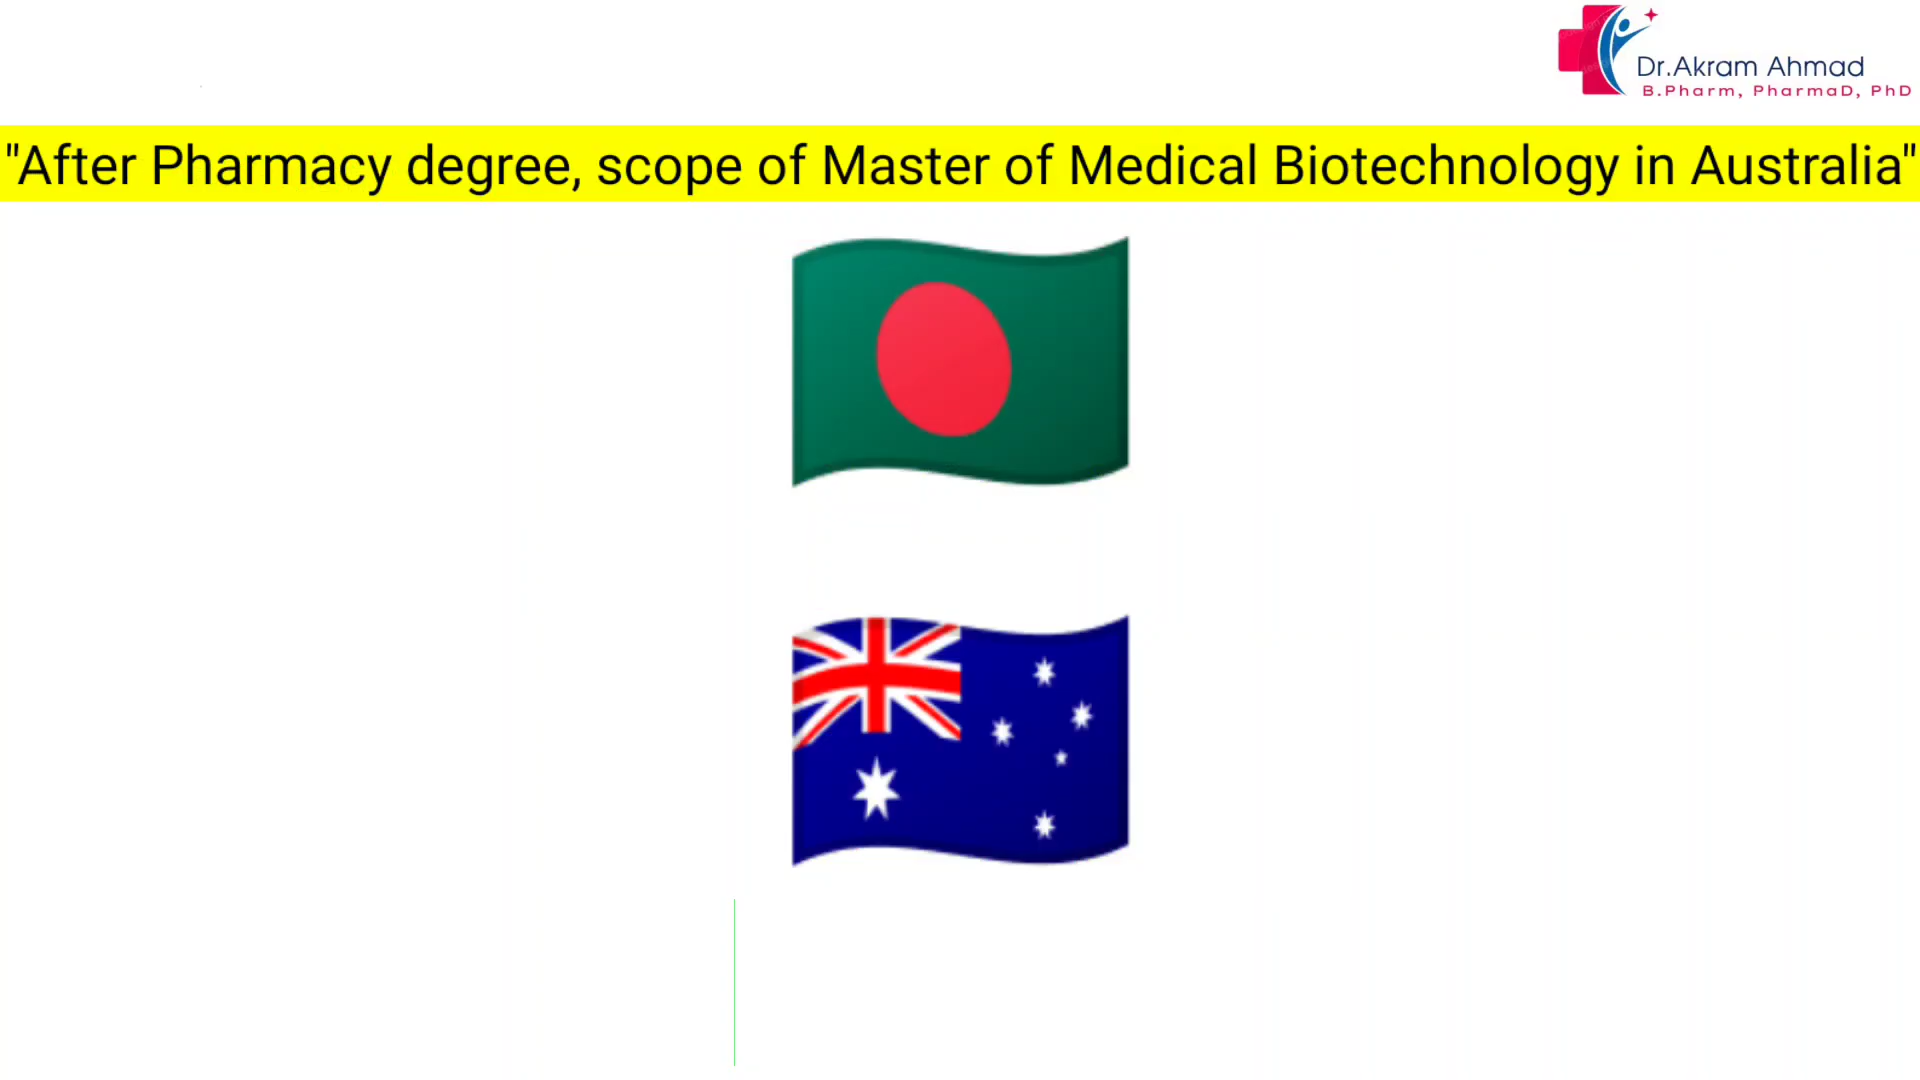 Dr.Akram Ahmad
B.Pharm, PharmaD, PhD
"After Pharmacy degree, scope of Master of Medical Biotechnology in Australia"